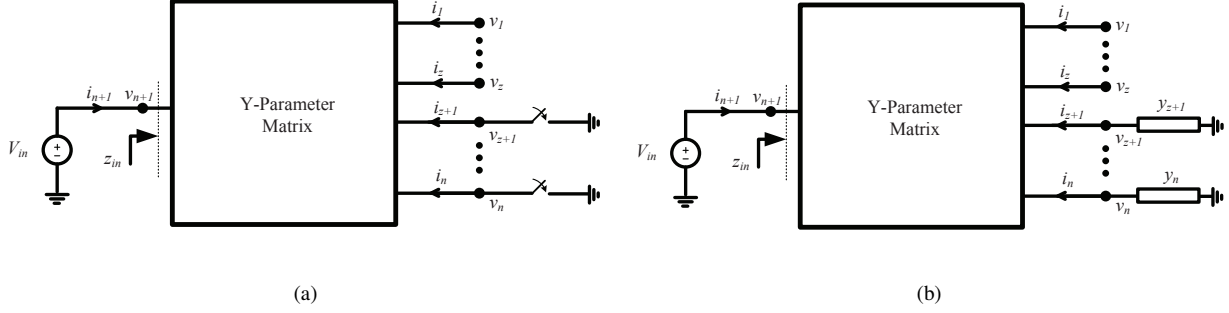 i1
v1
iz
vz
in+1
vn+1
Y-Parameter
Matrix
iz+1
vz+1
Vin
zin
in
vn
(a)
i1
v1
iz
vz
in+1
vn+1
Y-Parameter
Matrix
iz+1
yz+1
vz+1
Vin
zin
in
yn
vn
(b)